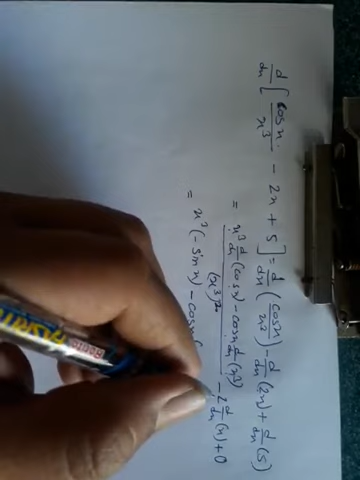 d/dx [cos x / x³ - 2x + 5] = d/dx (cos x / x³) - d/dx (2x) + d/dx (5)
= x³ d/dx (cos x) - cos x d/dx (x³) / (x³)² - 2 d/dx (x) + 0
= x³ (- sin x) - cos x